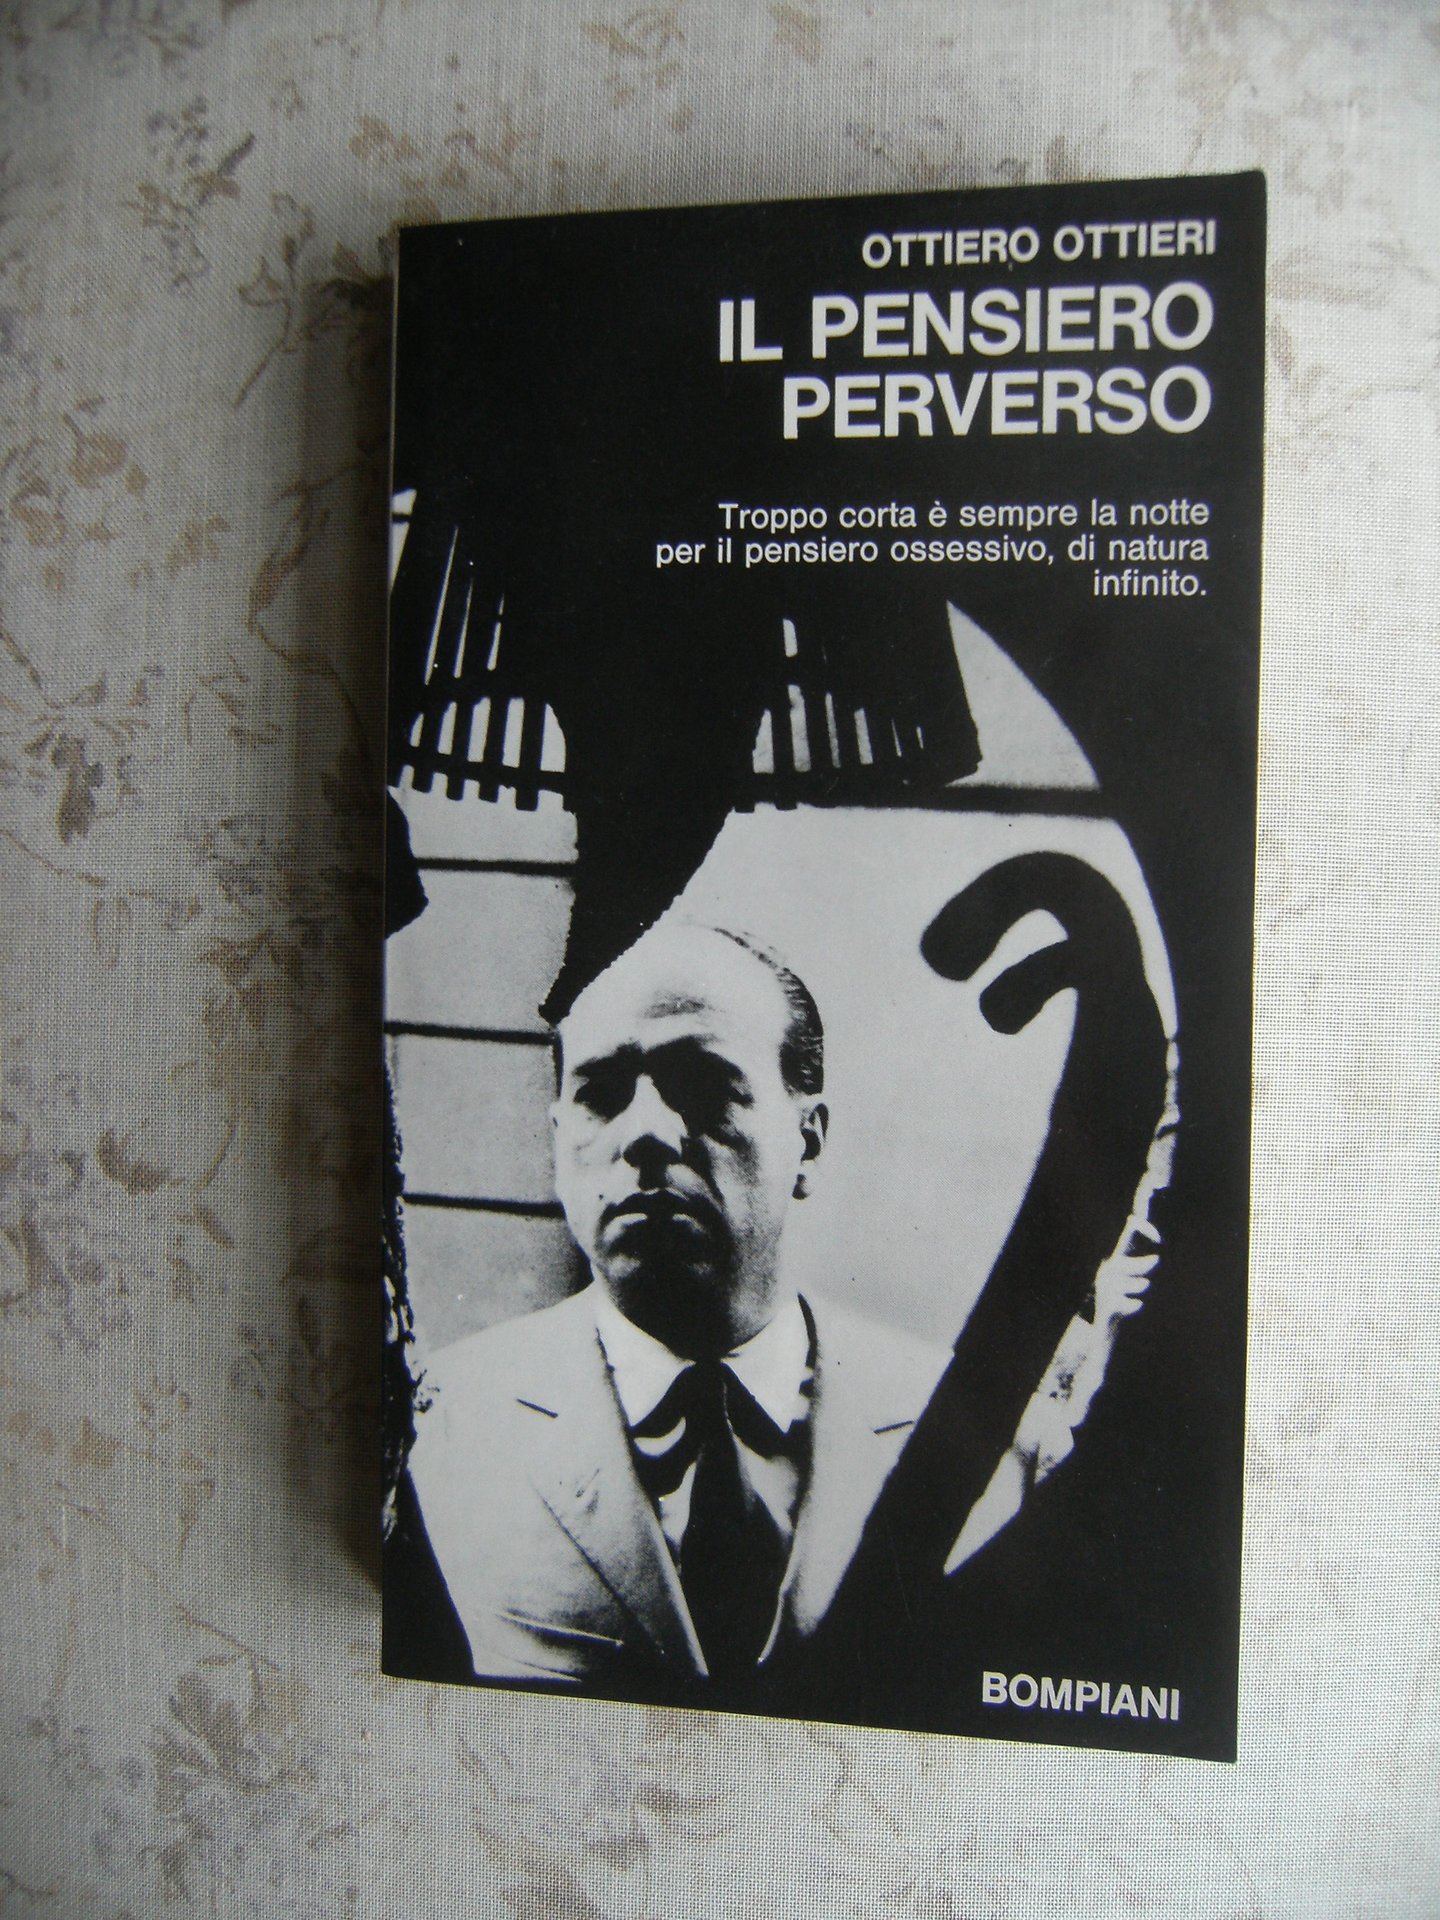 OTTIERO OTTIERI
IL PENSIERO
PERVERSO
Troppo corta è sempre la notte
per il pensiero ossessivo, di natura
infinito.
BOMPIANI